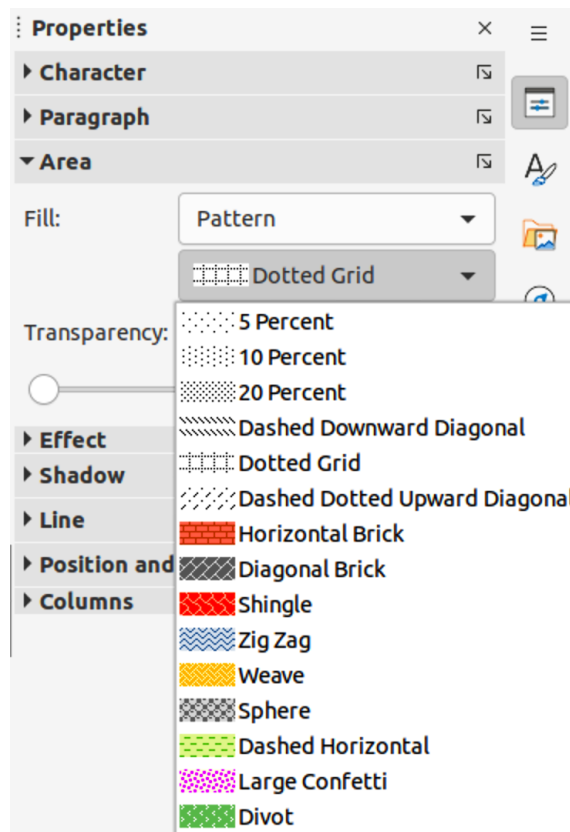 Properties
Character
Paragraph
Area
Fill:
Pattern
Dotted Grid
Transparency:
5 Percent
10 Percent
20 Percent
Dashed Downward Diagonal
Dotted Grid
Dashed Dotted Upward Diagonal
Horizontal Brick
Diagonal Brick
Shingle
Zig Zag
Weave
Sphere
Dashed Horizontal
Large Confetti
Divot
Effect
Shadow
Line
Position and
Columns